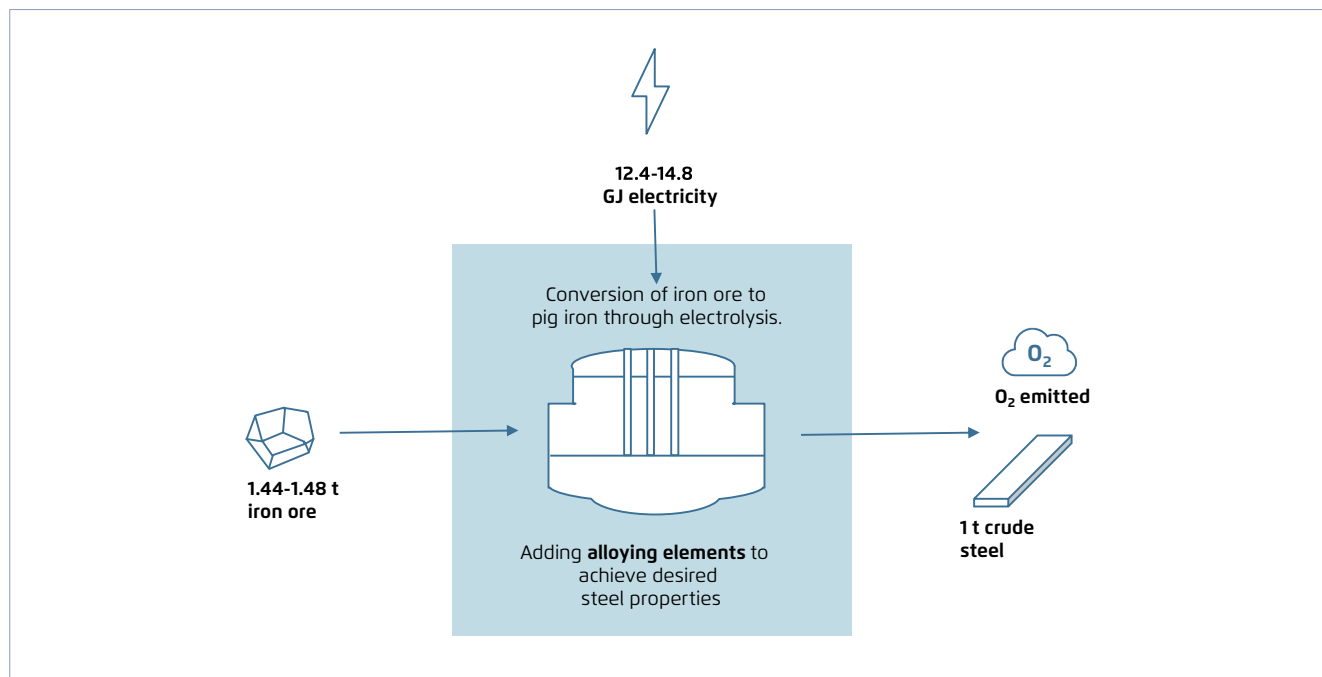 12.4-14.8
GJ electricity
Conversion of iron ore to
pig iron through electrolysis.
O₂
O₂ emitted
1.44-1.48 t
iron ore
1 t crude
steel
Adding alloying elements to
achieve desired
steel properties